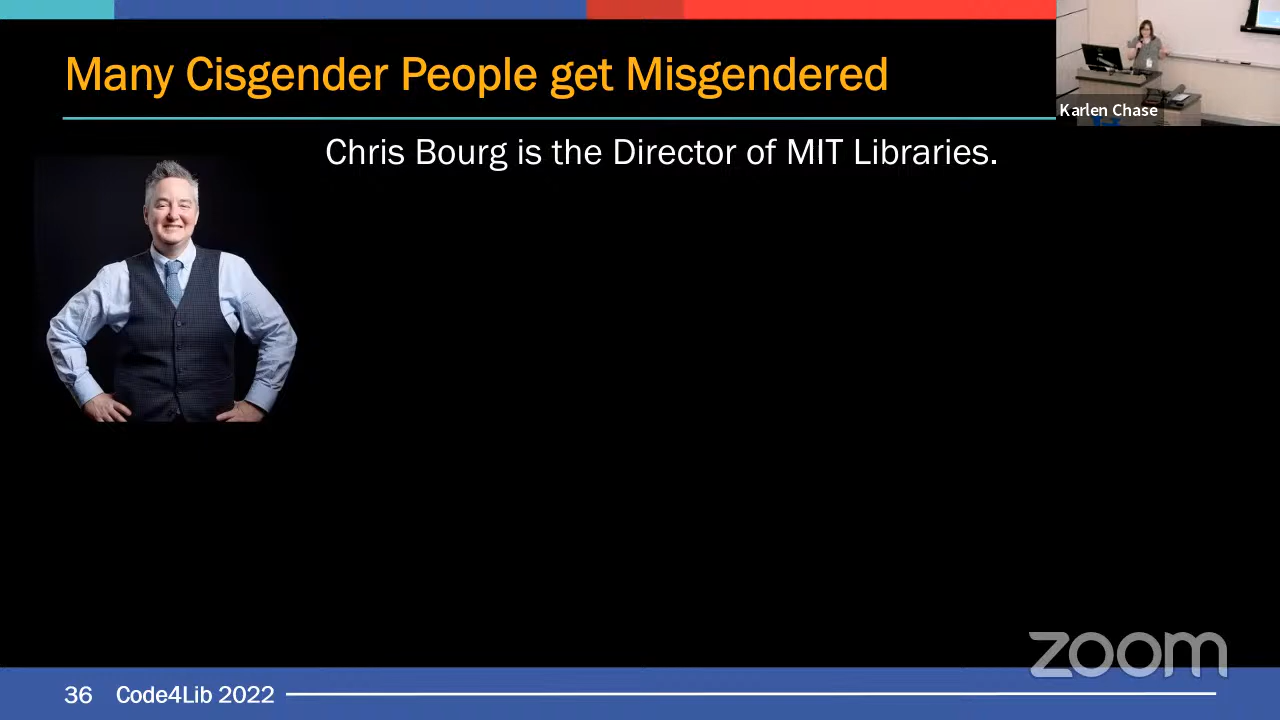 Many Cisgender People get Misgendered
Karlen Chase
Chris Bourg is the Director of MIT Libraries.
zoom
36 Code4Lib 2022